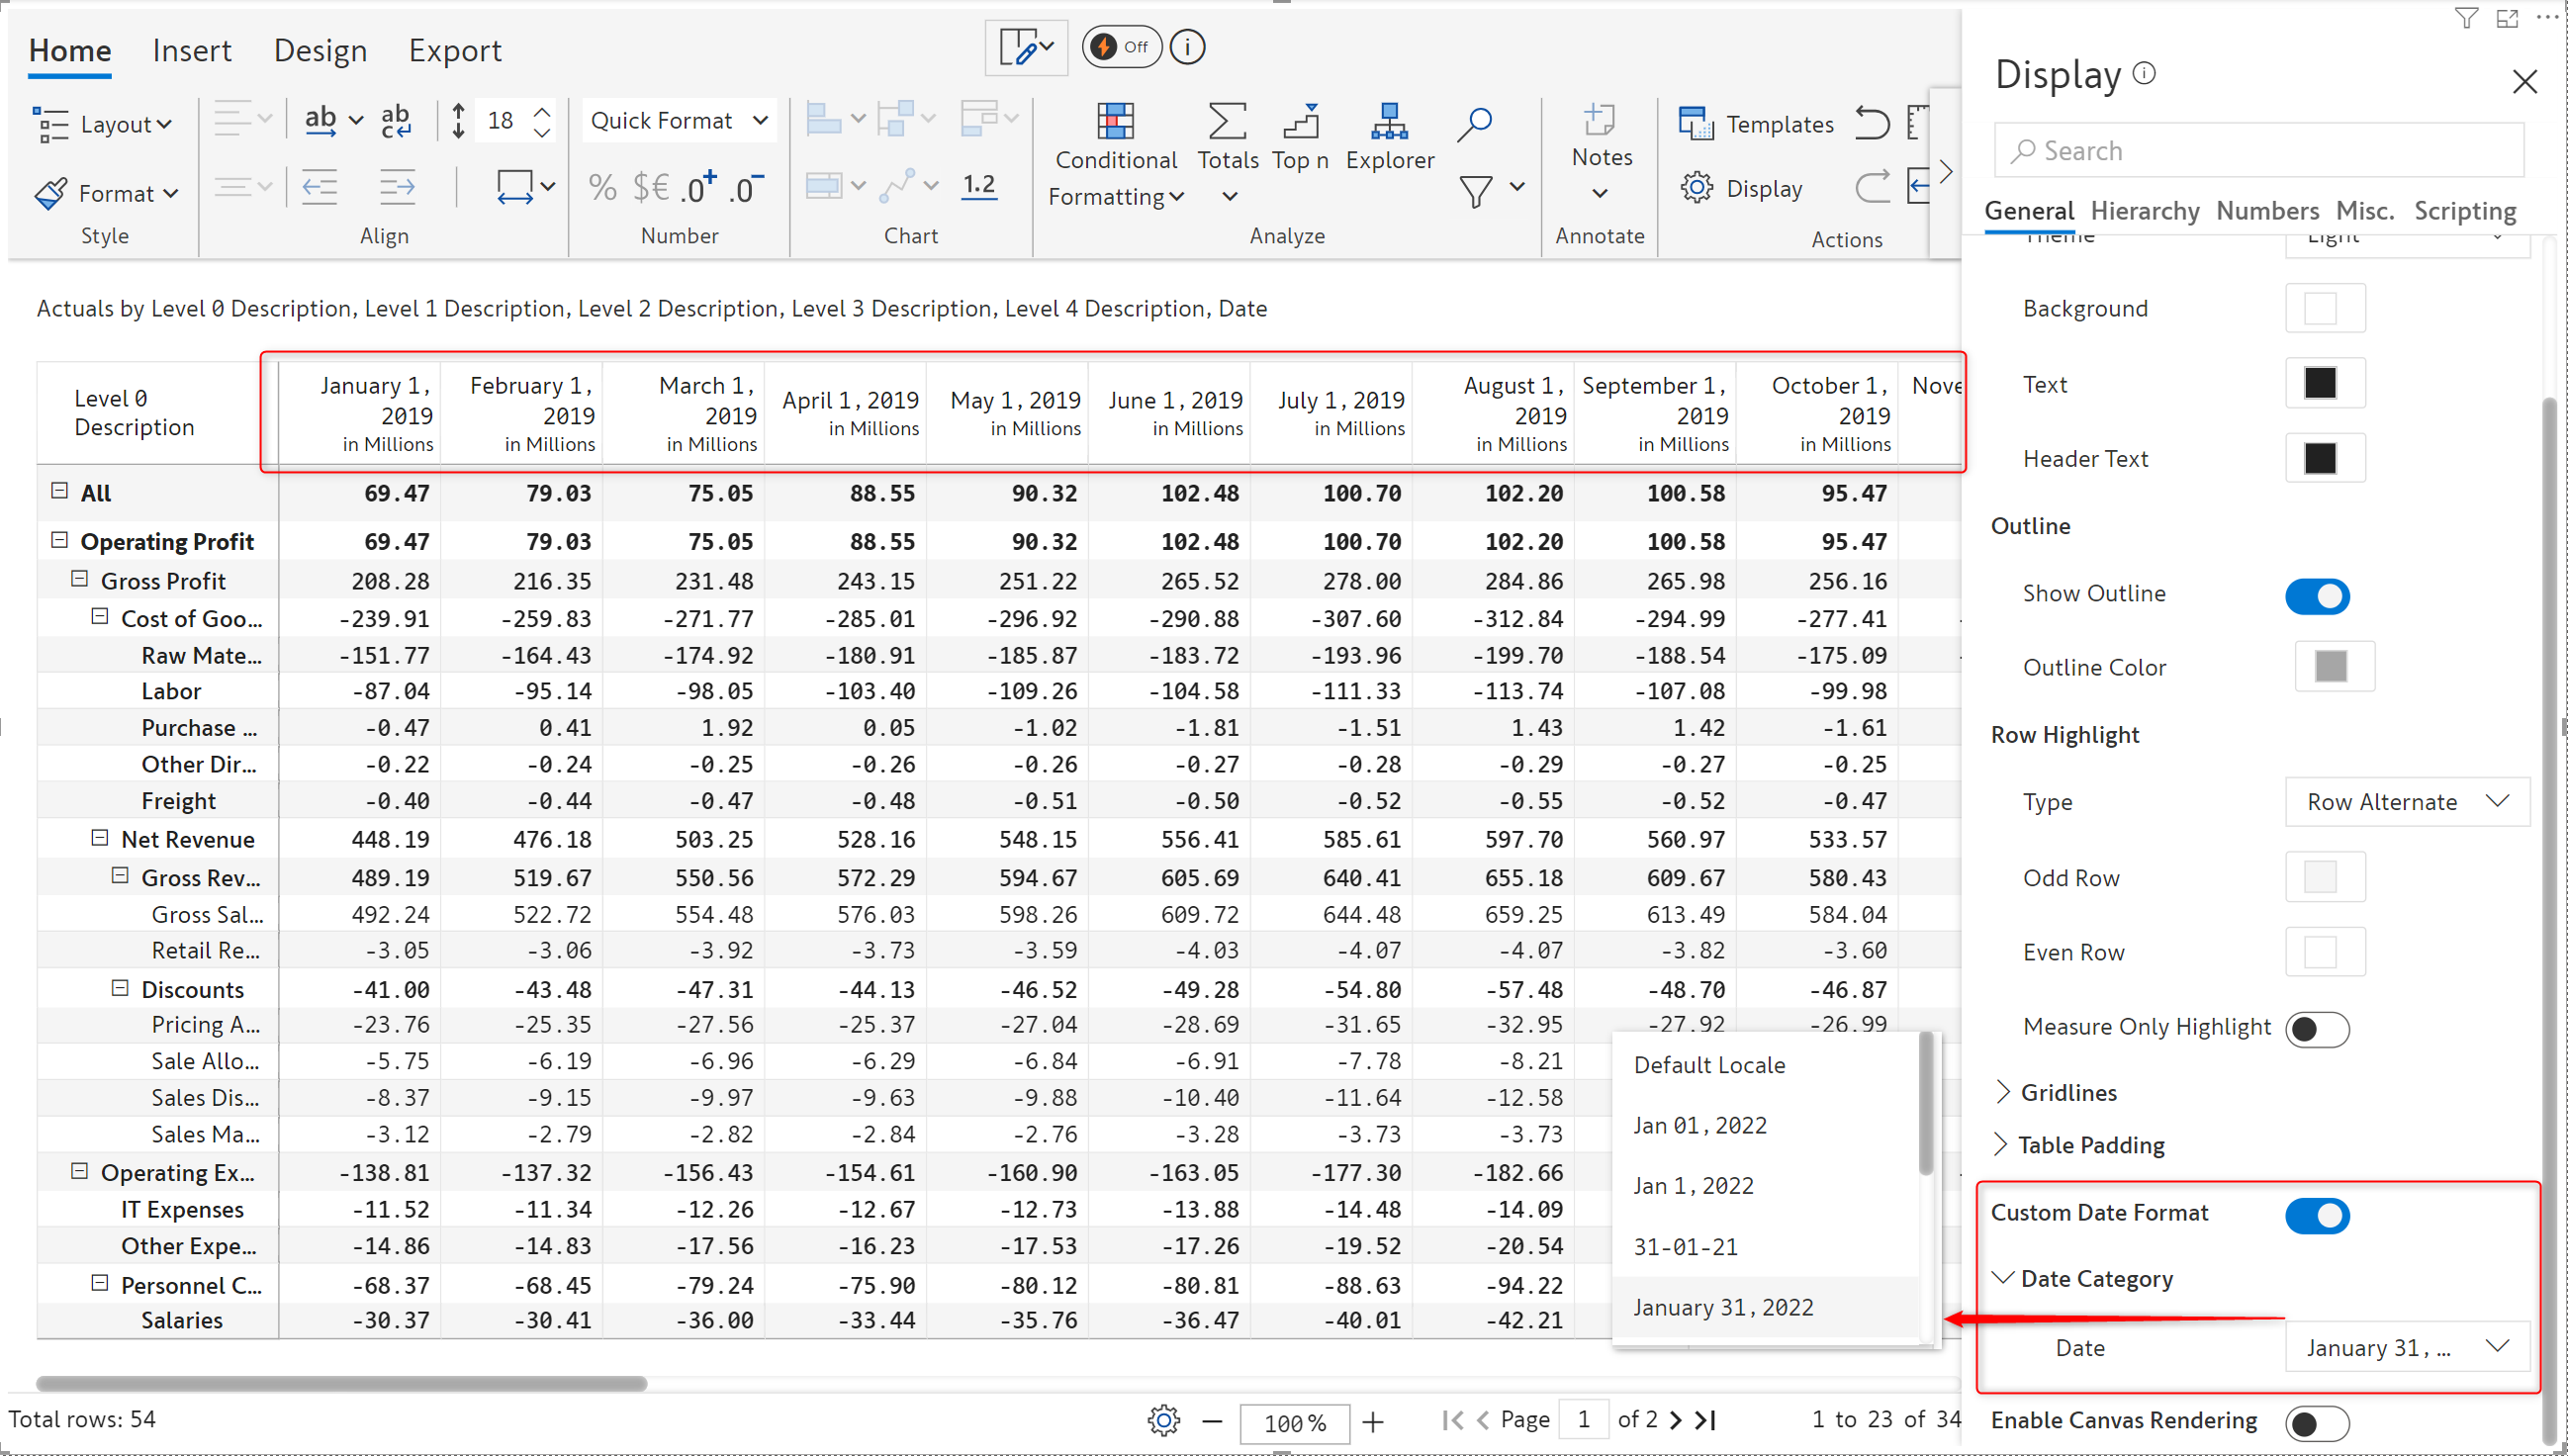 Home Insert Design Export Off
Layout ab ab c 18 Quick Format
Format % $€ .0+ .0- 1.2
Conditional Formatting Totals Top n Explorer
Notes
Templates
Display
Style Align Number Chart Analyze Annotate Actions
Actuals by Level 0 Description, Level 1 Description, Level 2 Description, Level 3 Description, Level 4 Description, Date
Level 0 Description January 1, 2019 in Millions February 1, 2019 in Millions March 1, 2019 in Millions April 1, 2019 in Millions May 1, 2019 in Millions June 1, 2019 in Millions July 1, 2019 in Millions August 1, 2019 in Millions September 1, 2019 in Millions October 1, 2019 in Millions Nove
All 69.47 79.03 75.05 88.55 90.32 102.48 100.70 102.20 100.58 95.47
Operating Profit 69.47 79.03 75.05 88.55 90.32 102.48 100.70 102.20 100.58 95.47
Gross Profit 208.28 216.35 231.48 243.15 251.22 265.52 278.00 284.86 265.98 256.16
Cost of Goo... -239.91 -259.83 -271.77 -285.01 -296.92 -290.88 -307.60 -312.84 -294.99 -277.41
Raw Mate... -151.77 -164.43 -174.92 -180.91 -185.87 -183.72 -193.96 -199.70 -188.54 -175.09
Labor -87.04 -95.14 -98.05 -103.40 -109.26 -104.58 -111.33 -113.74 -107.08 -99.98
Purchase ... -0.47 0.41 1.92 0.05 -1.02 -1.81 -1.51 1.43 1.42 -1.61
Other Dir... -0.22 -0.24 -0.25 -0.26 -0.26 -0.27 -0.28 -0.29 -0.27 -0.25
Freight -0.40 -0.44 -0.47 -0.48 -0.51 -0.50 -0.52 -0.55 -0.52 -0.47
Net Revenue 448.19 476.18 503.25 528.16 548.15 556.41 585.61 597.70 560.97 533.57
Gross Rev... 489.19 519.67 550.56 572.29 594.67 605.69 640.41 655.18 609.67 580.43
Gross Sal... 492.24 522.72 554.48 576.03 598.26 609.72 644.48 659.25 613.49 584.04
Retail Re... -3.05 -3.06 -3.92 -3.73 -3.59 -4.03 -4.07 -4.07 -3.82 -3.60
Discounts -41.00 -43.48 -47.31 -44.13 -46.52 -49.28 -54.80 -57.48 -48.70 -46.87
Pricing A... -23.76 -25.35 -27.56 -25.37 -27.04 -28.69 -31.65 -32.95 -27.92 -26.99
Sale Allo... -5.75 -6.19 -6.96 -6.29 -6.84 -6.91 -7.78 -8.21
Sales Dis... -8.37 -9.15 -9.97 -9.63 -9.88 -10.40 -11.64 -12.58
Sales Ma... -3.12 -2.79 -2.82 -2.84 -2.76 -3.28 -3.73 -3.73
Operating Ex... -138.81 -137.32 -156.43 -154.61 -160.90 -163.05 -177.30 -182.66
IT Expenses -11.52 -11.34 -12.26 -12.67 -12.73 -13.88 -14.48 -14.09
Other Expe... -14.86 -14.83 -17.56 -16.23 -17.53 -17.26 -19.52 -20.54
Personnel C... -68.37 -68.45 -79.24 -75.90 -80.12 -80.81 -88.63 -94.22
Salaries -30.37 -30.41 -36.00 -33.44 -35.76 -36.47 -40.01 -42.21
Default Locale
Jan 01, 2022
Jan 1, 2022
31-01-21
January 31, 2022
Total rows: 54 100% Page 1 of 2 1 to 23 of 34
Display
Search
General Hierarchy Numbers Misc. Scripting
Theme Light
Background
Text
Header Text
Outline
Show Outline
Outline Color
Row Highlight
Type Row Alternate
Odd Row
Even Row
Measure Only Highlight
Gridlines
Table Padding
Custom Date Format
Date Category
Date January 31, ...
Enable Canvas Rendering